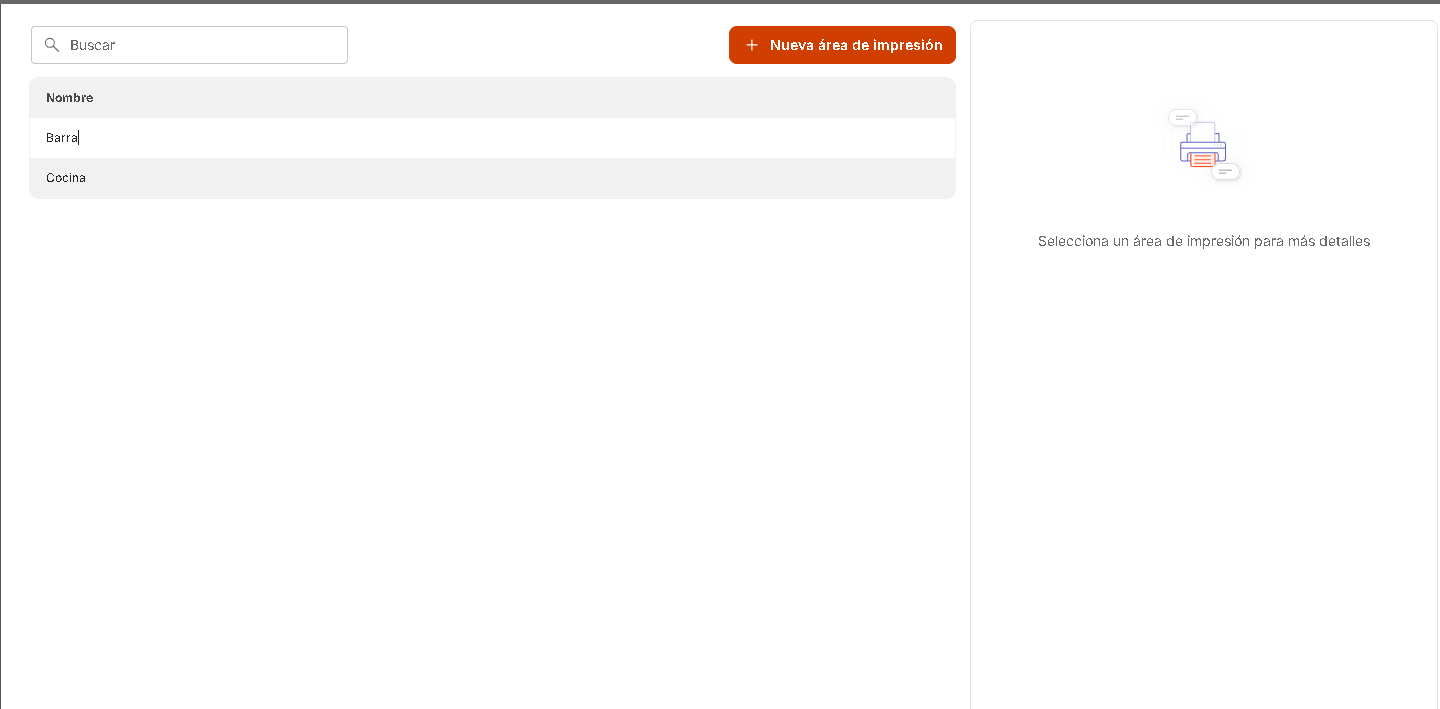 Buscar
Nueva área de impresión
Nombre
Barra
Cocina
Selecciona un área de impresión para más detalles